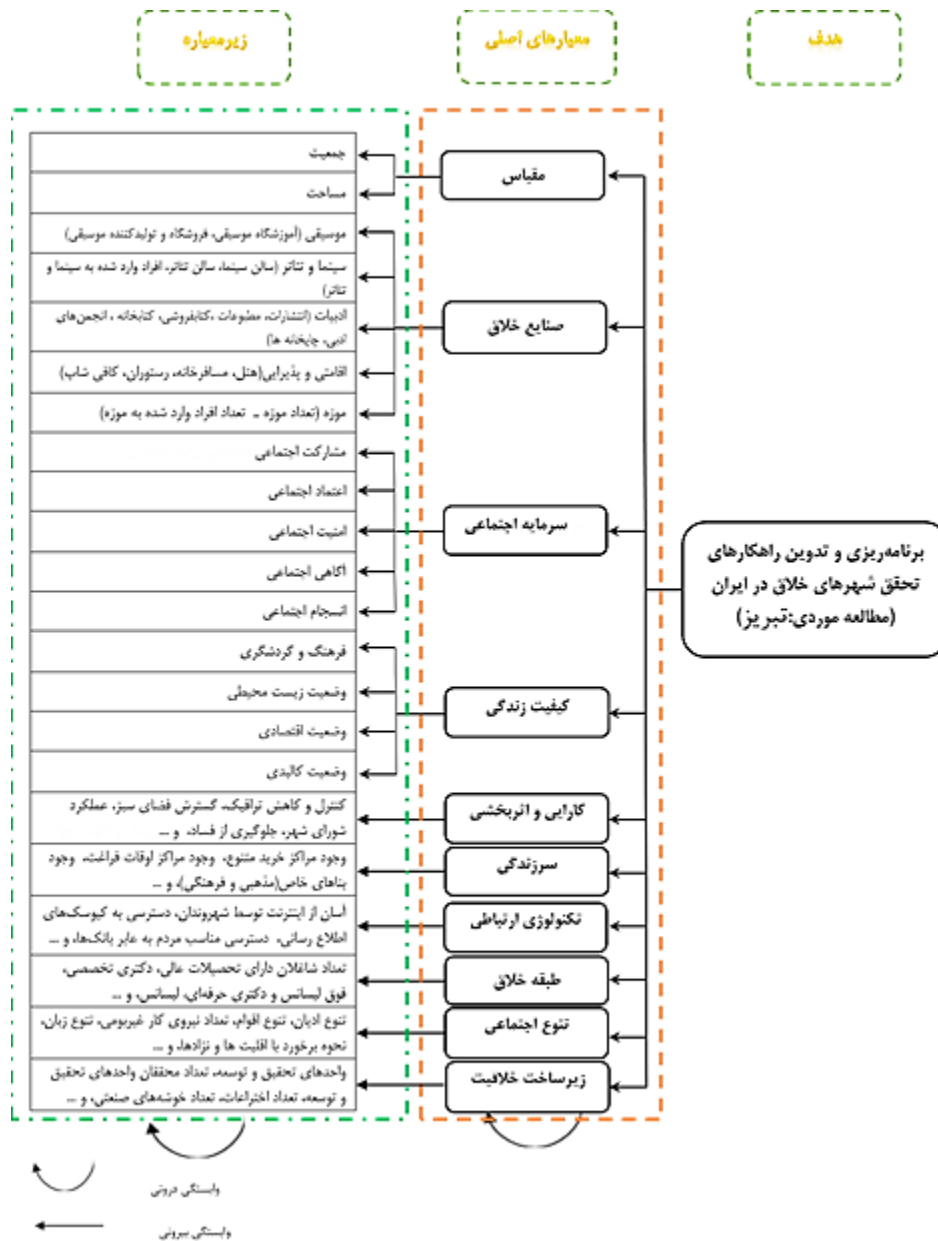 هدف
معیارهای اصلی
زیرمعیاره
برنامه‌ریزی و تدوین راهکارهای
تحقق شهرهای خلاق در ایران
(مطالعه موردی:تبریز)
مقیاس
جمعیت
مساحت
صنایع خلاق
موسیقی (آموزشگاه موسیقی، فروشگاه و تولیدکننده موسیقی)
سینما و تئاتر (سالن سینما، سالن تئاتر، افراد وارد شده به سینما و
تئاتر)
ادبیات (انتشارات، مطبوعات ،کتابفروشی، کتابخانه ، انجمن‌های
ادبی، چاپخانه ها)
اقامتی و پذیرایی(هتل، مسافرخانه، رستوران، کافی شاپ)
موزه (تعداد موزه - تعداد افراد وارد شده به موزه)
سرمایه اجتماعی
مشارکت اجتماعی
اعتماد اجتماعی
امنیت اجتماعی
آگاهی اجتماعی
انسجام اجتماعی
کیفیت زندگی
فرهنگ و گردشگری
وضعیت زیست محیطی
وضعیت اقتصادی
وضعیت کالبدی
کارایی و اثربخشی
کنترل و کاهش ترافیک، گسترش فضای سبز، عملکرد
شورای شهر، جلوگیری از فساد، و ...
سرزندگی
وجود مراکز خرید متنوع، وجود مراکز اوقات فراغت، وجود
بناهای خاص(مذهبی و فرهنگی)، و ...
تکنولوژی ارتباطی
آسان از اینترنت توسط شهروندان، دسترسی به کیوسک‌های
اطلاع رسانی، دسترسی مناسب مردم به عابر بانک‌ها، و ...
طبقه خلاق
تعداد شاغلان دارای تحصیلات عالی، دکتری تخصصی،
فوق لیسانس و دکتری حرفه‌ای، لیسانس، و ...
تنوع اجتماعی
تنوع ادیان، تنوع اقوام، تعداد نیروی کار غیربومی، تنوع زبان،
نحوه برخورد با اقلیت ها و نژادها، و ...
زیرساخت خلاقیت
واحدهای تحقیق و توسعه، تعداد محققان واحدهای تحقیق
و توسعه، تعداد اختراعات، تعداد خوشه‌های صنعتی، و ...
وابستگی درونی
وابستگی بیرونی